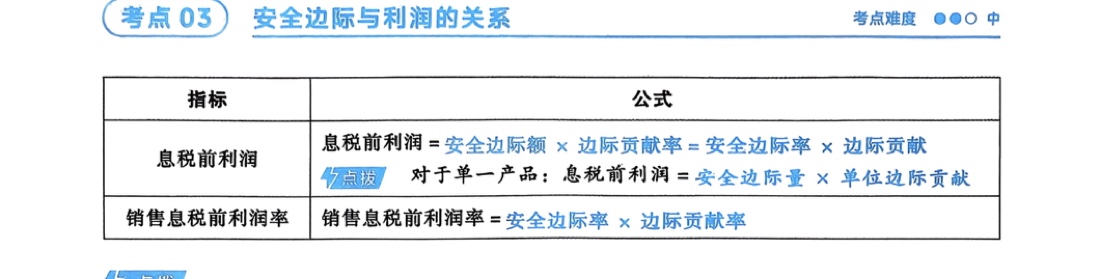 考点 03 安全边际与利润的关系 考点难度 中
指标 公式
息税前利润 息税前利润 = 安全边际额 × 边际贡献率 = 安全边际率 × 边际贡献
点拨 对于单一产品：息税前利润 = 安全边际量 × 单位边际贡献
销售息税前利润率 销售息税前利润率 = 安全边际率 × 边际贡献率